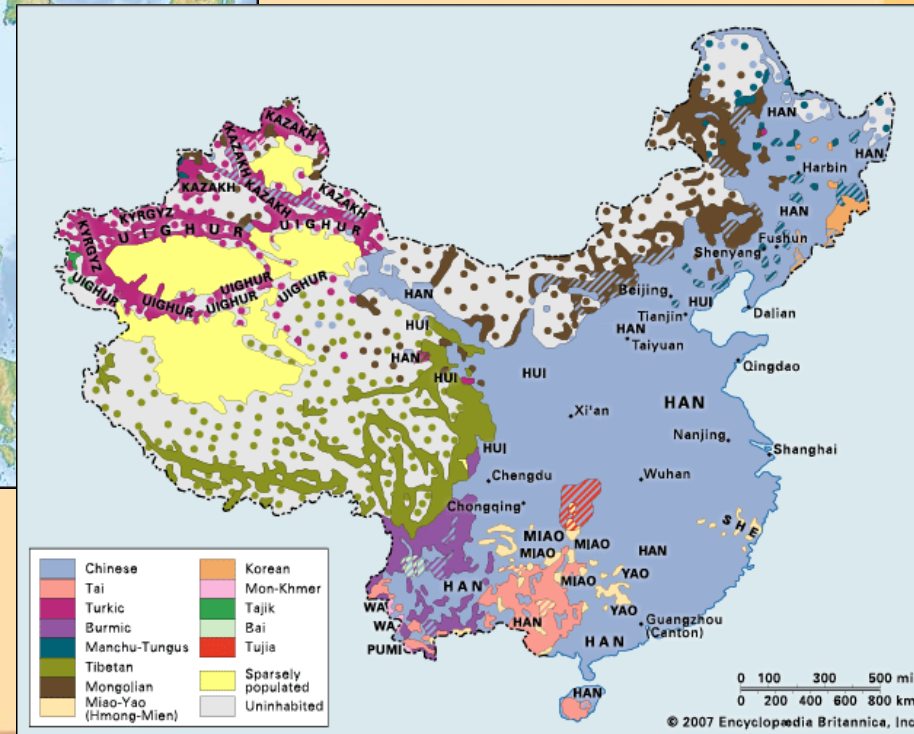 KAZAKH
KAZAKH
HAN
KAZAKH
KAZAKH
KAZAKH
HAN
Harbin
KYRGYZ
KYRGYZ
UIGHUR
UIGHUR
HAN
Fushun
Shenyang
UIGHUR
UIGHUR
UIGHUR
UIGHUR
UIGHUR
HAN
Beijing
HUI
Tianjin
Dalian
HUI
HAN
Taiyuan
HAN
HUI
HUI
Qingdao
HAN
Xi'an
Nanjing
Shanghai
HUI
Chengdu
Wuhan
Chongqing
SHE
MIAO
MIAO
MIAO
HAN
MIAO
YAO
HAN
YAO
WA
WA
HAN
Guangzhou
(Canton)
PUMI
HAN
HAN
Chinese
Tai
Turkic
Burmic
Manchu-Tungus
Tibetan
Mongolian
Miao-Yao
(Hmong-Mien)
Korean
Mon-Khmer
Tajik
Bai
Tujia
Sparsely
populated
Uninhabited
0 100 300 500 mi
0 200 400 600 800 km
© 2007 Encyclopædia Britannica, Inc